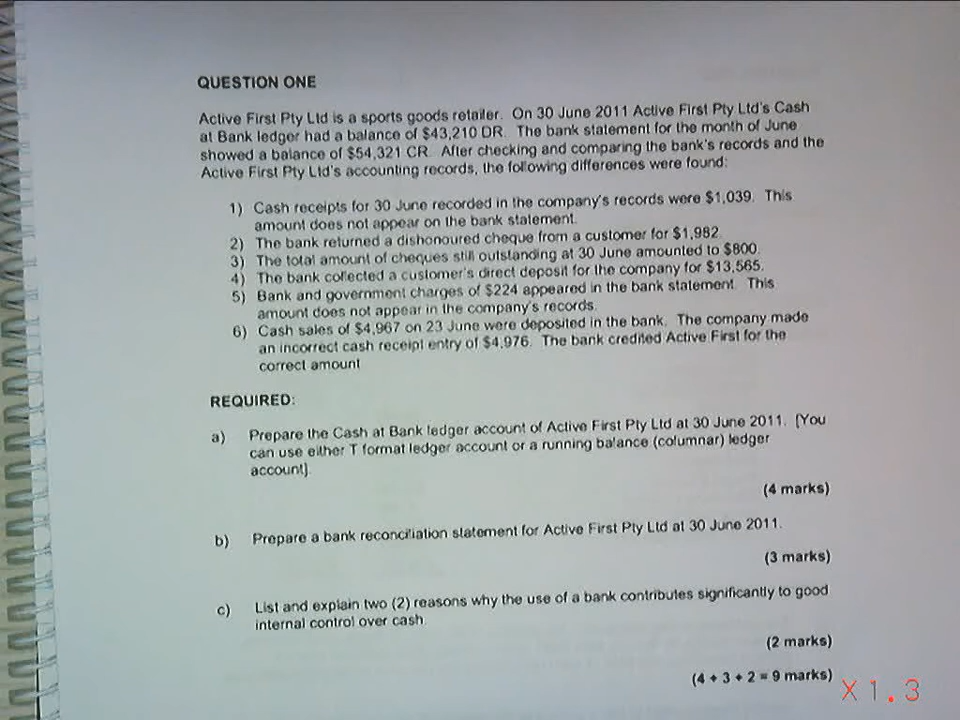 QUESTION ONE
Active First Pty Ltd is a sports goods retailer. On 30 June 2011 Active First Pty Ltd's Cash
at Bank ledger had a balance of $43,210 DR. The bank statement for the month of June
showed a balance of $54,321 CR. After checking and comparing the bank's records and the
Active First Pty Ltd's accounting records, the following differences were found:
1) Cash receipts for 30 June recorded in the company's records were $1,039. This
amount does not appear on the bank statement.
2) The bank returned a dishonoured cheque from a customer for $1,982.
3) The total amount of cheques still outstanding at 30 June amounted to $800.
4) The bank collected a customer's direct deposit for the company for $13,565.
5) Bank and government charges of $224 appeared in the bank statement. This
amount does not appear in the company's records.
6) Cash sales of $4,967 on 23 June were deposited in the bank. The company made
an incorrect cash receipt entry of $4,976. The bank credited Active First for the
correct amount
REQUIRED:
a) Prepare the Cash at Bank ledger account of Active First Pty Ltd at 30 June 2011. [You
can use either T format ledger account or a running balance (columnar) ledger
account].
(4 marks)
b) Prepare a bank reconciliation statement for Active First Pty Ltd at 30 June 2011.
(3 marks)
c) List and explain two (2) reasons why the use of a bank contributes significantly to good
internal control over cash
(2 marks)
(4 + 3 + 2 = 9 marks)
X1.3